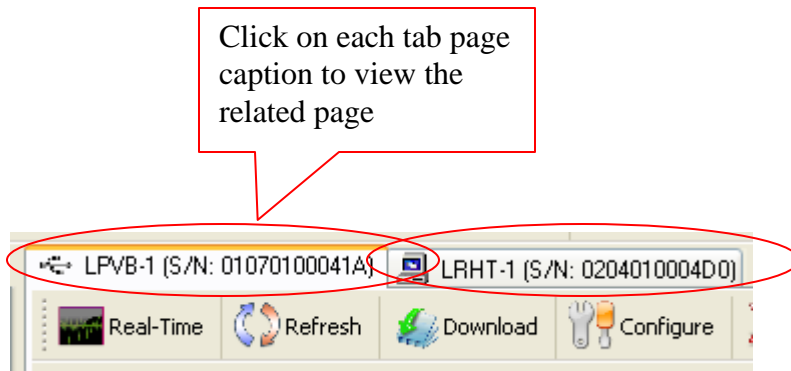 Click on each tab page
caption to view the
related page
LPVB-1 (S/N: 01070100041A) LRHT-1 (S/N: 0204010004D0)
Real-Time Refresh Download Configure